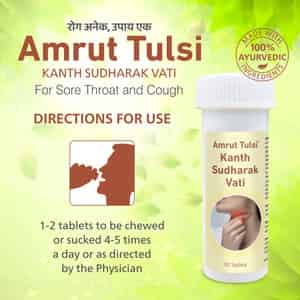 रोग अनेक, उपाय एक
Amrut Tulsi
KANTH SUDHARAK VATI
For Sore Throat and Cough
MADE WITH
100%
AYURVEDIC
INGREDIENTS
DIRECTIONS FOR USE
1-2 tablets to be chewed
or sucked 4-5 times
a day or as directed
by the Physician
Amrut Tulsi
Kanth
Sudharak
Vati